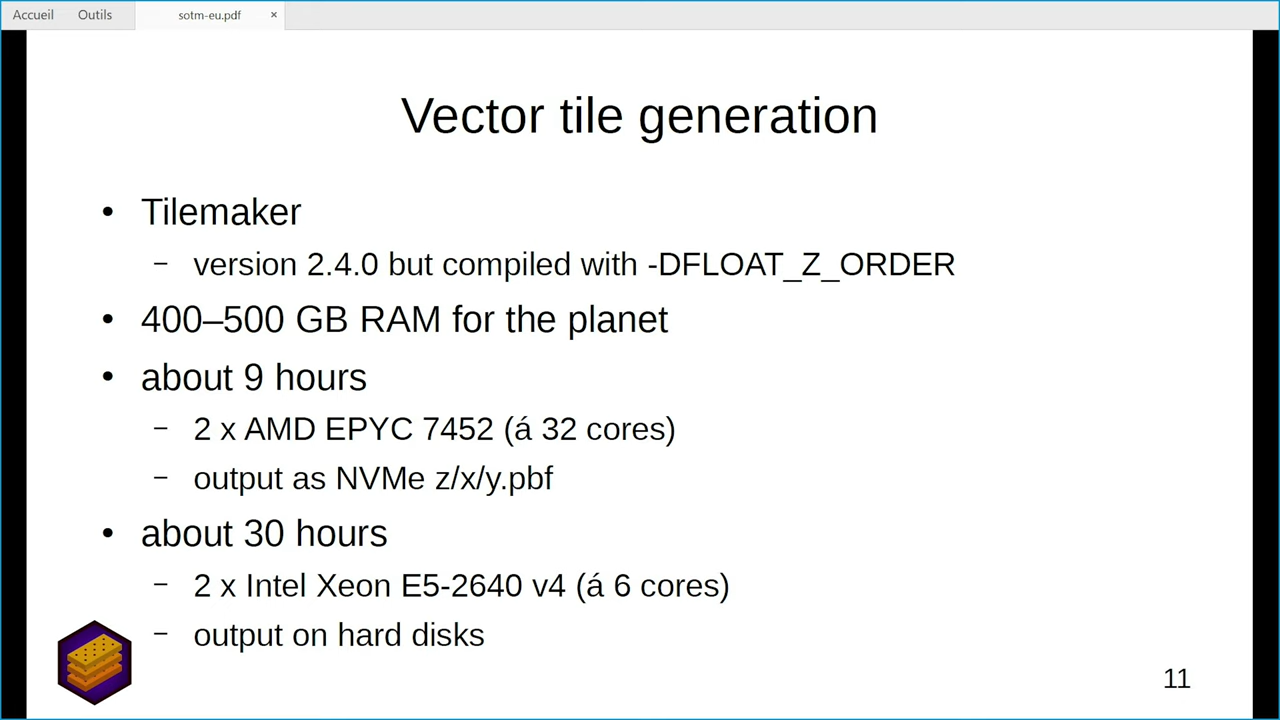 Accueil Outils sotm-eu.pdf ×
Vector tile generation
• Tilemaker
– version 2.4.0 but compiled with -DFLOAT_Z_ORDER
• 400–500 GB RAM for the planet
• about 9 hours
– 2 x AMD EPYC 7452 (á 32 cores)
– output as NVMe z/x/y.pbf
• about 30 hours
– 2 x Intel Xeon E5-2640 v4 (á 6 cores)
– output on hard disks
11